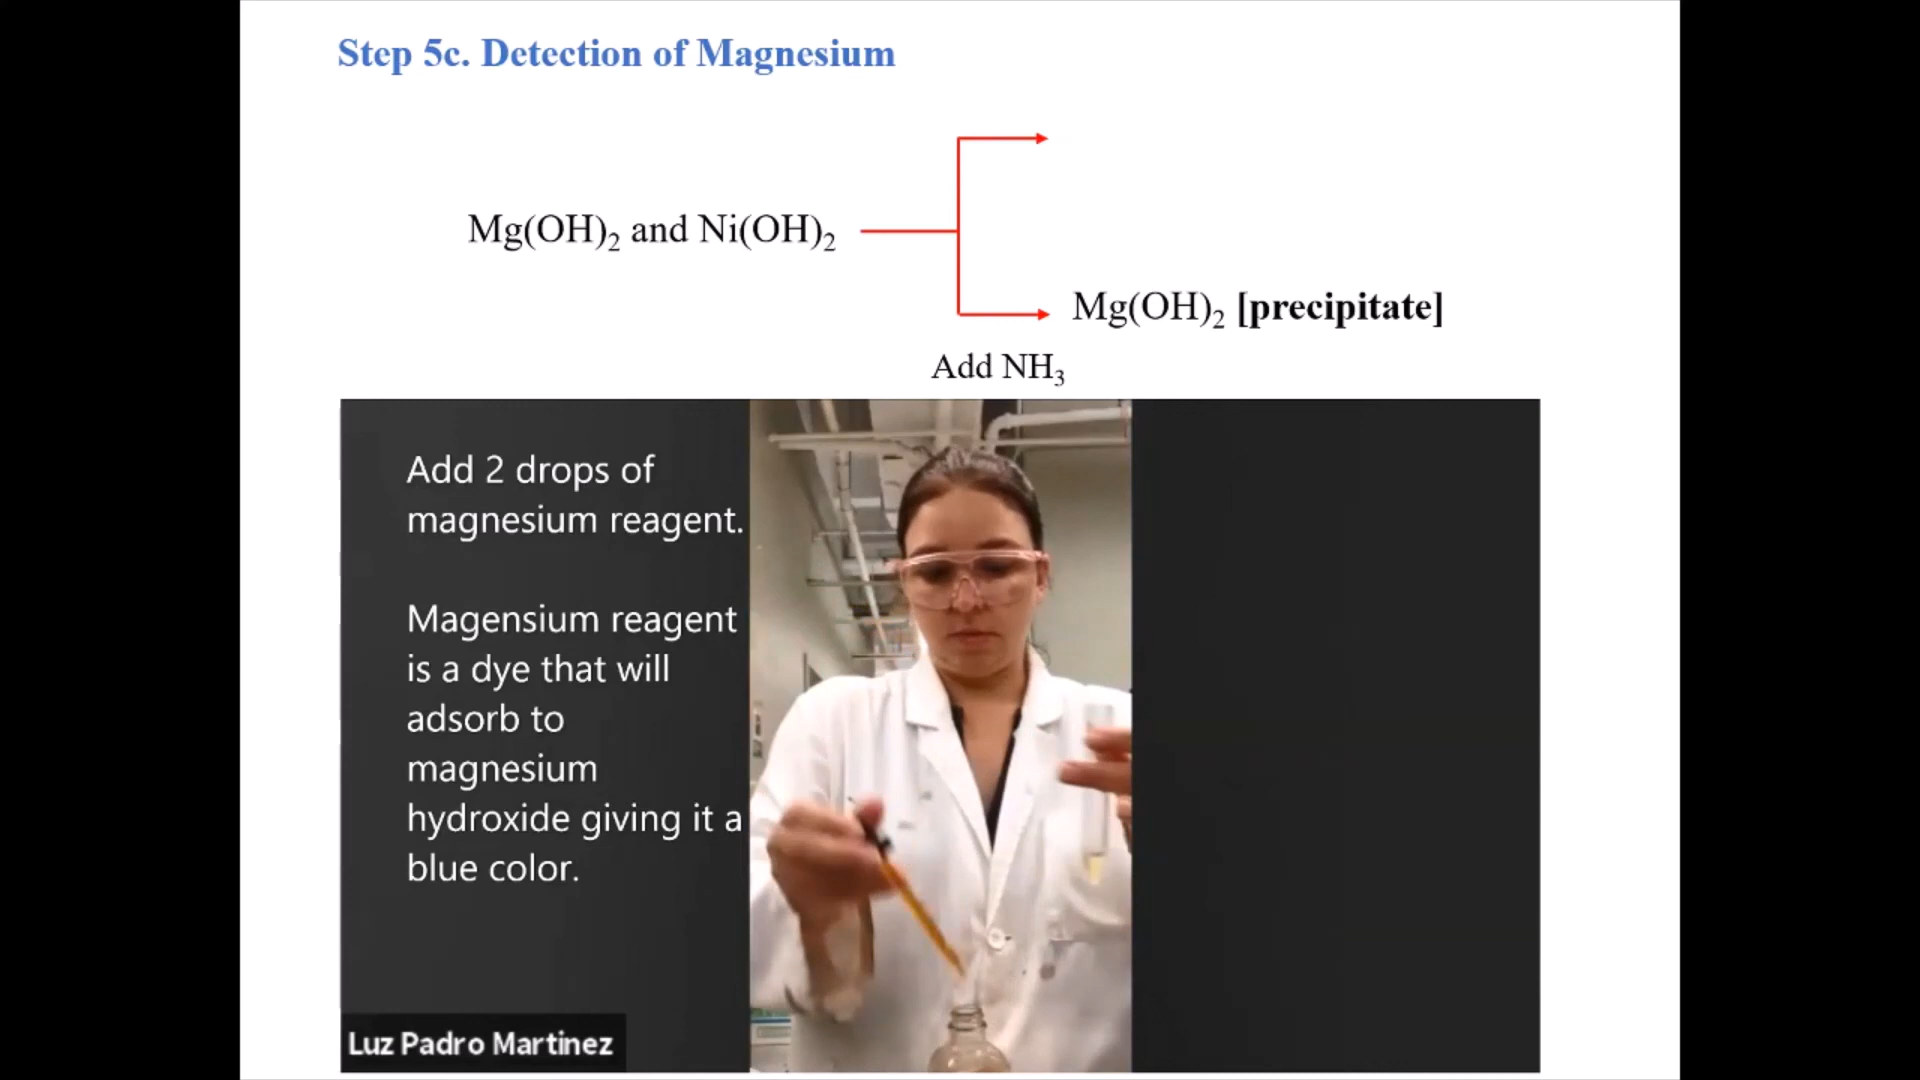 Step 5c. Detection of Magnesium
Mg(OH)₂ and Ni(OH)₂
Mg(OH)₂ [precipitate]
Add NH₃
Add 2 drops of
magnesium reagent.
Magensium reagent
is a dye that will
adsorb to
magnesium
hydroxide giving it a
blue color.
Luz Padro Martinez